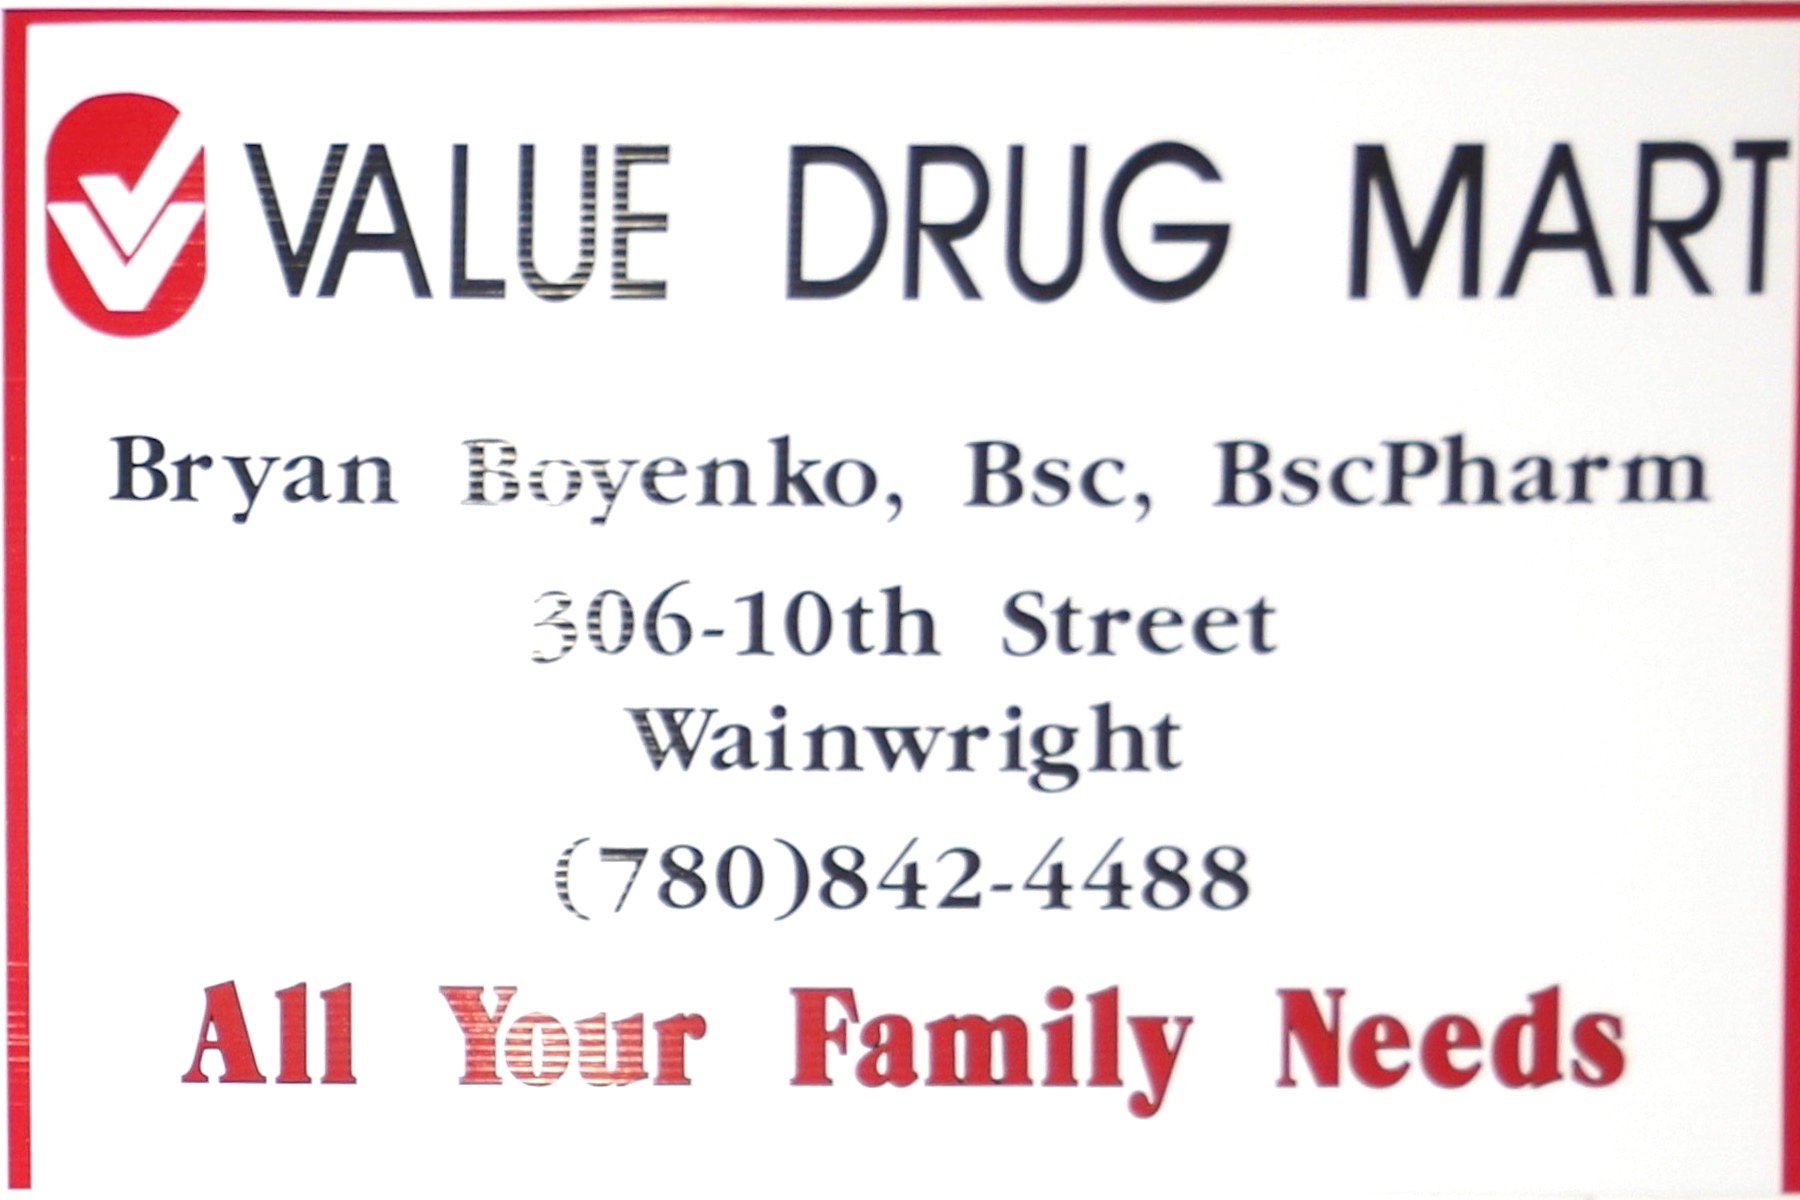 VALUE DRUG MART
Bryan Boyenko, Bsc, BscPharm
306-10th Street
Wainwright
(780)842-4488
All Your Family Needs